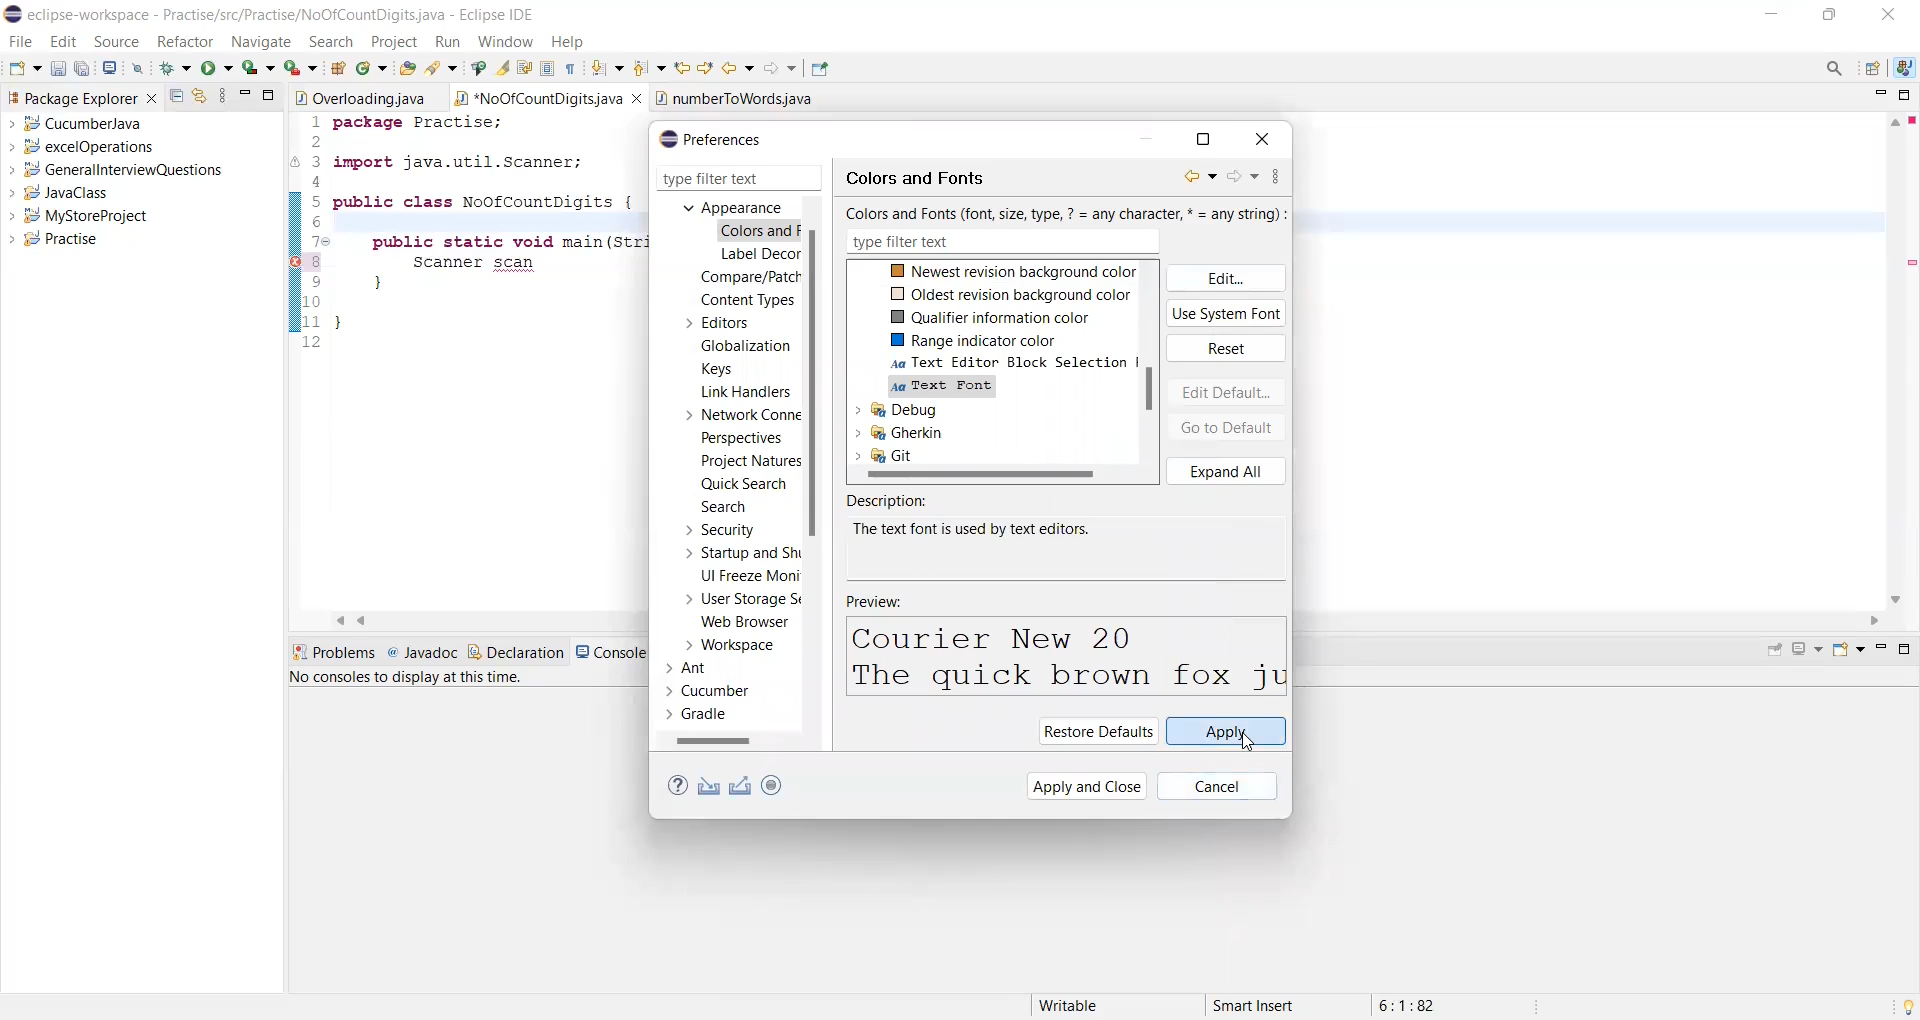 eclipse-workspace - Practise/src/Practise/NoOfCountDigits.java - Eclipse IDE
File Edit Source Refactor Navigate Search Project Run Window Help
Package Explorer
CucumberJava
excelOperations
GeneralInterviewQuestions
JavaClass
MyStoreProject
Practise
Overloading.java *NoOfCountDigits.java numberToWords.java
1 package Practise;
2
3 import java.util.Scanner;
4
5 public class NoOfCountDigits {
6
7 public static void main(Stri
8 Scanner scan
9 }
10
11 }
12
Preferences
type filter text
Appearance
Colors and F
Label Decor
Compare/Patch
Content Types
Editors
Globalization
Keys
Link Handlers
Network Conne
Perspectives
Project Natures
Quick Search
Search
Security
Startup and Shu
UI Freeze Moni
User Storage Se
Web Browser
Workspace
Ant
Cucumber
Gradle
Colors and Fonts
Colors and Fonts (font, size, type, ? = any character, * = any string) :
type filter text
Newest revision background color
Oldest revision background color
Qualifier information color
Range indicator color
Aa Text Editor Block Selection F
Aa Text Font
Debug
Gherkin
Git
Edit...
Use System Font
Reset
Edit Default...
Go to Default
Expand All
Description:
The text font is used by text editors.
Preview:
Courier New 20
The quick brown fox ju
Restore Defaults Apply
Apply and Close Cancel
Problems @ Javadoc Declaration Console
No consoles to display at this time.
Writable Smart Insert 6 : 1 : 82